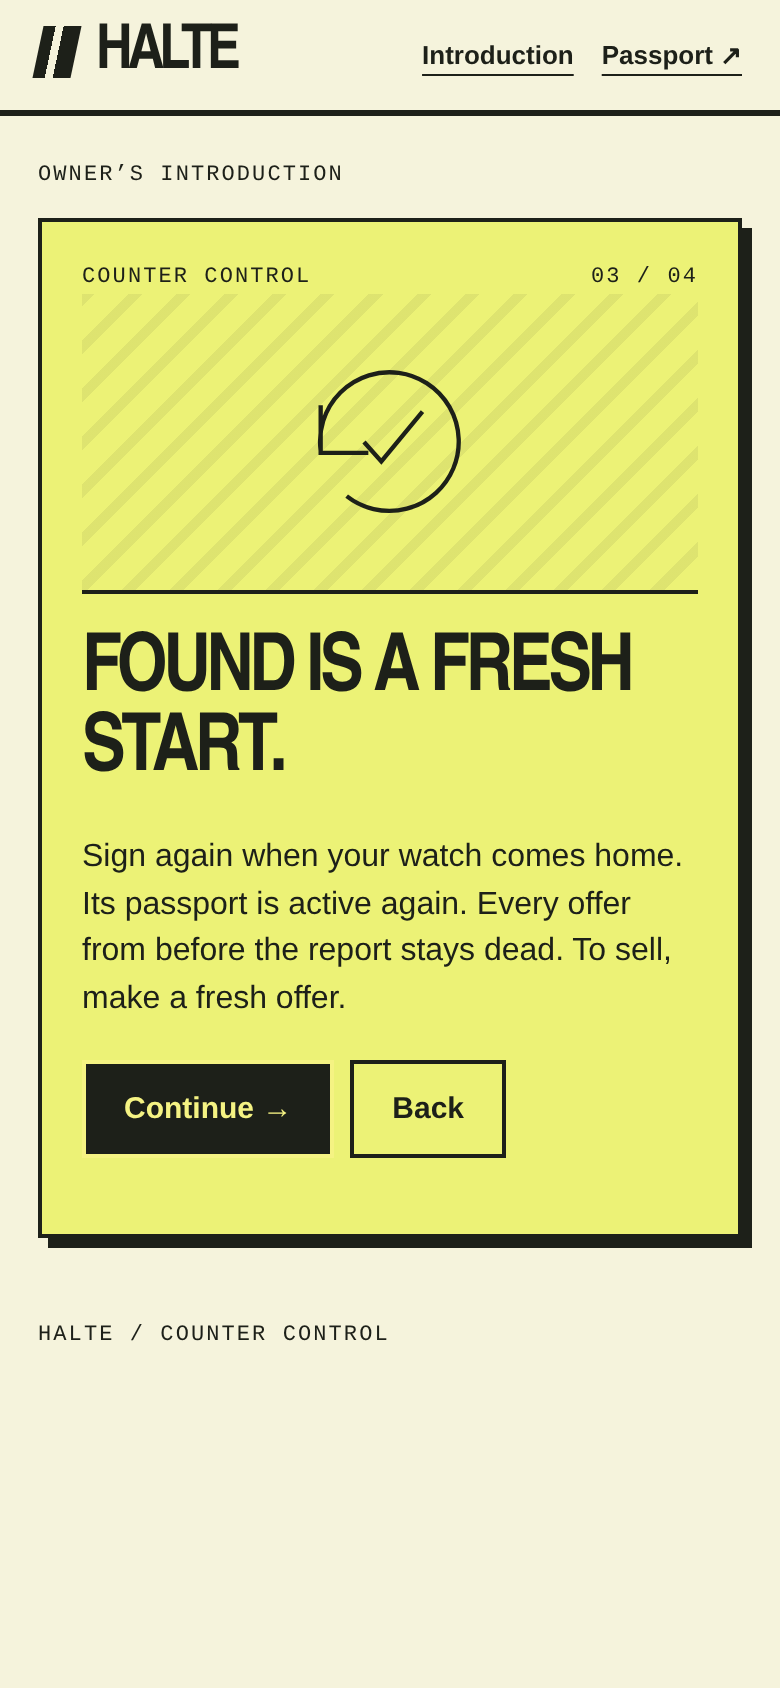 HALTE
Introduction Passport ↗
OWNER’S INTRODUCTION
COUNTER CONTROL 03 / 04
FOUND IS A FRESH
START.
Sign again when your watch comes home.
Its passport is active again. Every offer
from before the report stays dead. To sell,
make a fresh offer.
Continue → Back
HALTE / COUNTER CONTROL